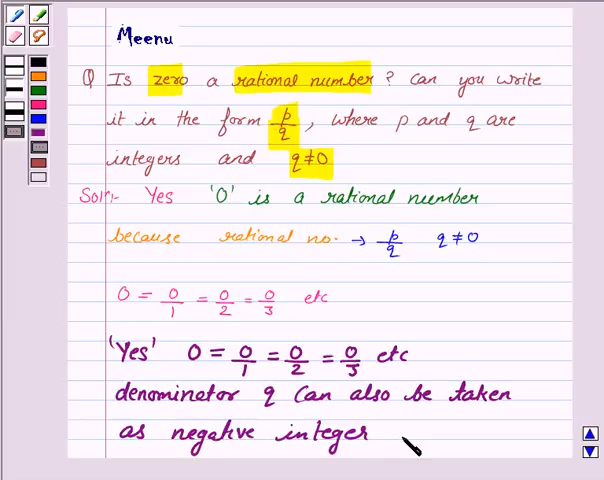 Meenu
Q Is zero a rational number? Can you write
it in the form p/q, where p and q are
integers and q≠0
Soln:- Yes '0' is a rational number
because rational no. → p/q q≠0
0 = 0/1 = 0/2 = 0/3 etc
'Yes' 0 = 0/1 = 0/2 = 0/3 etc
denominator q can also be taken
as negative integer